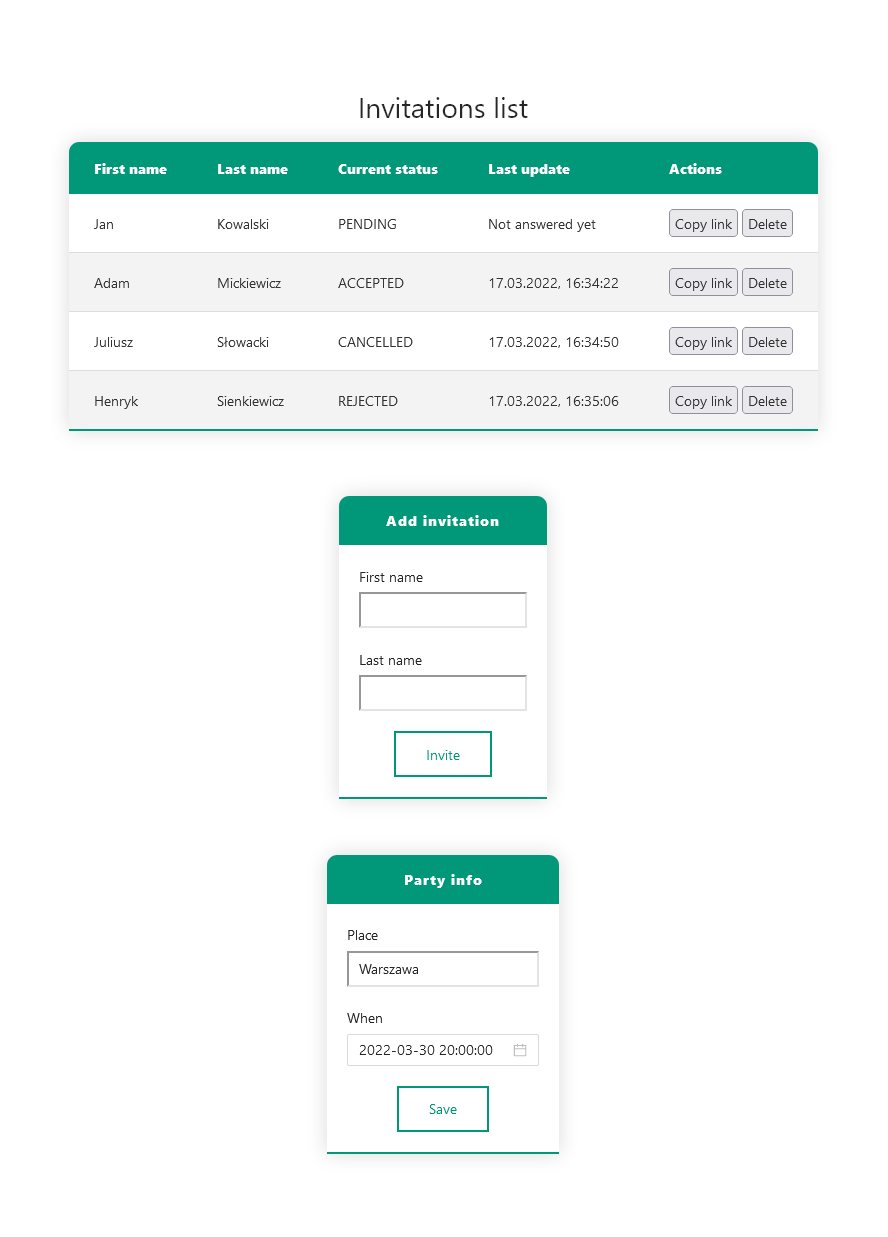 Invitations list
First name Last name Current status Last update Actions
Jan Kowalski PENDING Not answered yet Copy link Delete
Adam Mickiewicz ACCEPTED 17.03.2022, 16:34:22 Copy link Delete
Juliusz Słowacki CANCELLED 17.03.2022, 16:34:50 Copy link Delete
Henryk Sienkiewicz REJECTED 17.03.2022, 16:35:06 Copy link Delete
Add invitation
First name
Last name
Invite
Party info
Place
Warszawa
When
2022-03-30 20:00:00
Save